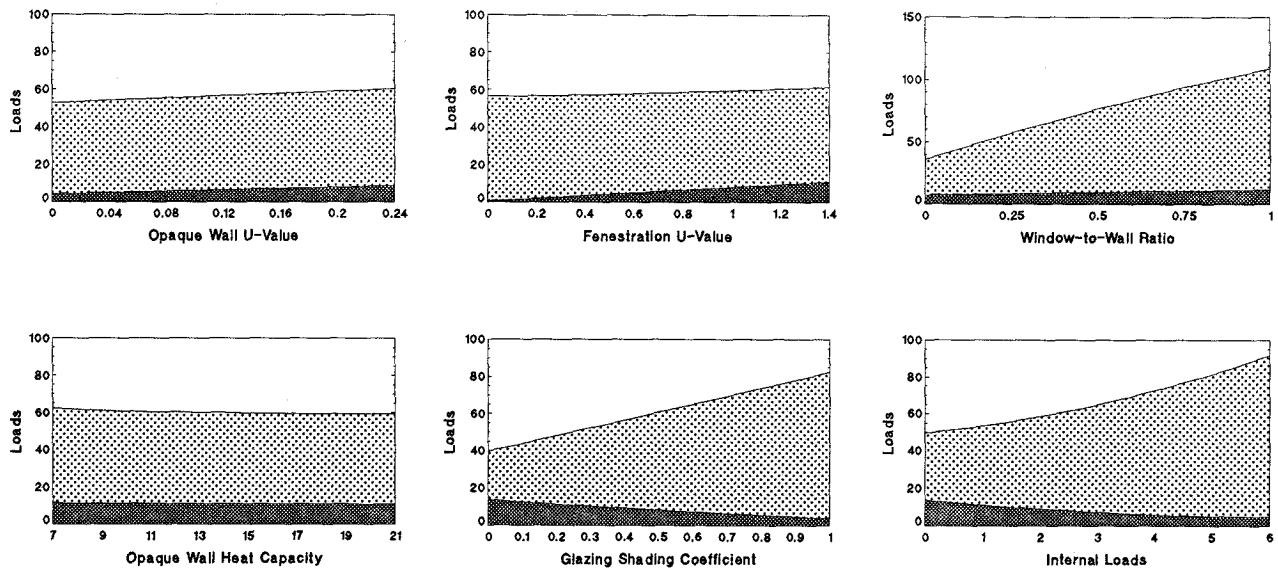 100
80
60
40
20
0
Loads
0 0.04 0.08 0.12 0.16 0.2 0.24
Opaque Wall U-Value
100
80
60
40
20
0
Loads
0 0.2 0.4 0.6 0.8 1 1.2 1.4
Fenestration U-Value
150
100
50
0
Loads
0 0.25 0.5 0.75 1
Window-to-Wall Ratio
100
80
60
40
20
0
Loads
7 9 11 13 15 17 19 21
Opaque Wall Heat Capacity
100
80
60
40
20
0
Loads
0 0.1 0.2 0.3 0.4 0.5 0.6 0.7 0.8 0.9 1
Glazing Shading Coefficient
100
80
60
40
20
0
Loads
0 1 2 3 4 5 6
Internal Loads